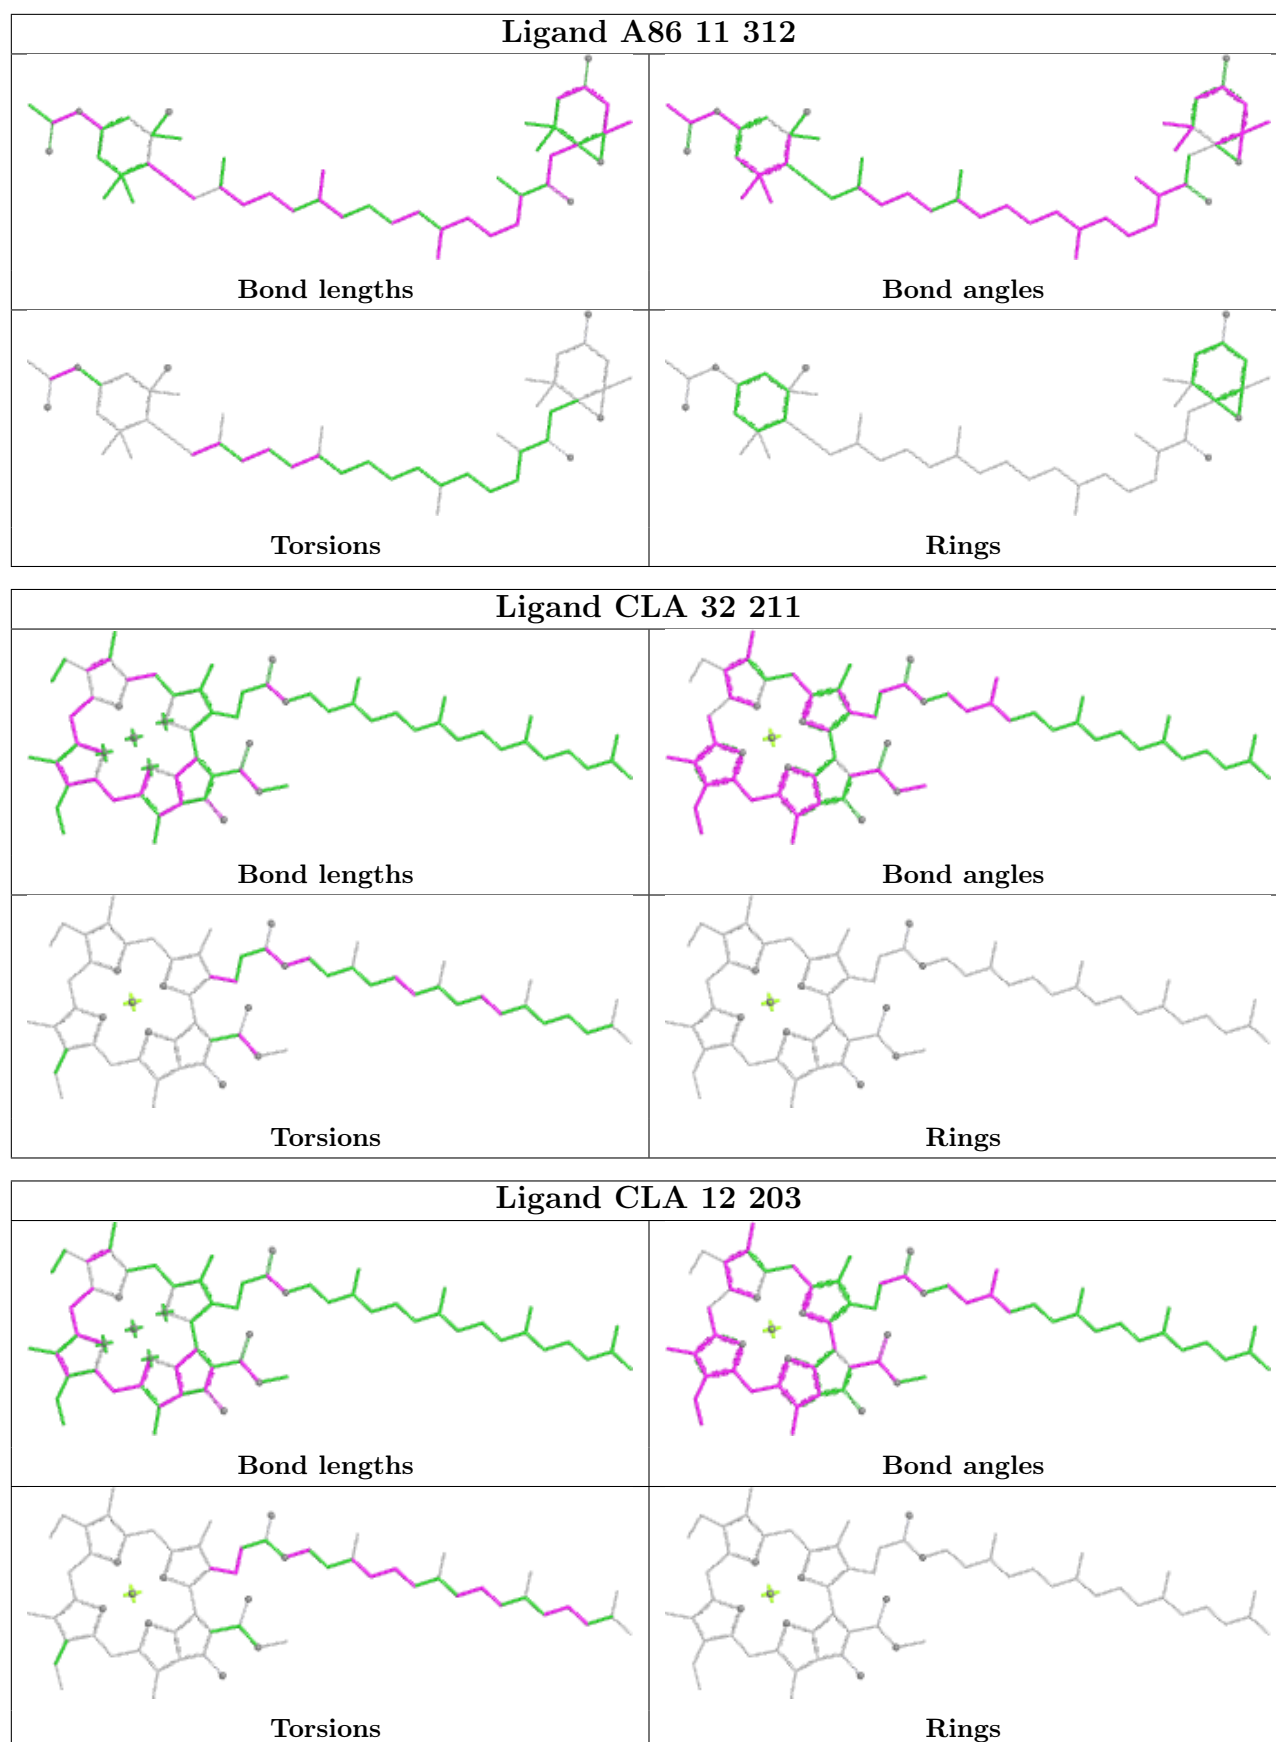 Ligand A86 11 312
Bond lengths
Bond angles
Torsions
Rings
Ligand CLA 32 211
Bond lengths
Bond angles
Torsions
Rings
Ligand CLA 12 203
Bond lengths
Bond angles
Torsions
Rings